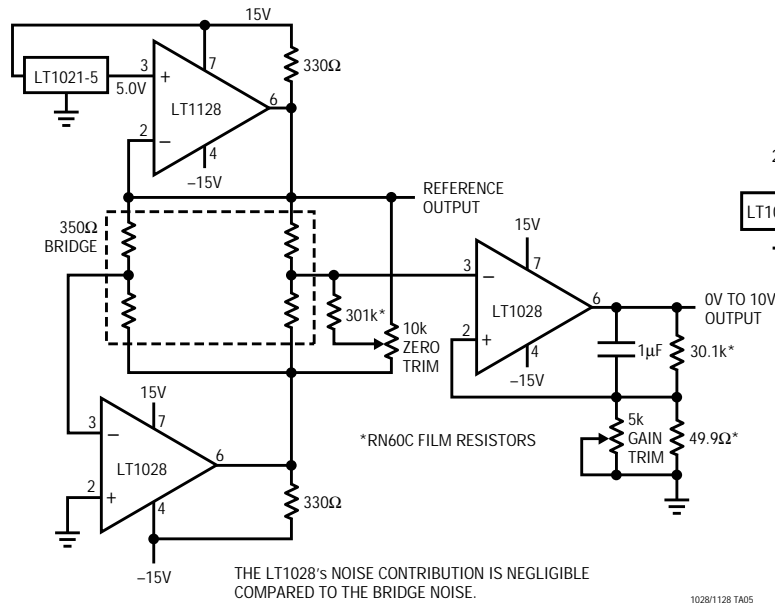 15V
330Ω
LT1021-5
5.0V
3
+
7
LT1128
6
2
–
4
–15V
REFERENCE
OUTPUT
350Ω
BRIDGE
301k*
10k
ZERO
TRIM
15V
3
–
7
LT1028
6
2
+
4
–15V
0V TO 10V
OUTPUT
1µF
30.1k*
5k
GAIN
TRIM
49.9Ω*
*RN60C FILM RESISTORS
15V
3
–
7
LT1028
6
2
+
4
330Ω
–15V
THE LT1028's NOISE CONTRIBUTION IS NEGLIGIBLE
COMPARED TO THE BRIDGE NOISE.
1028/1128 TA05
2
LT10